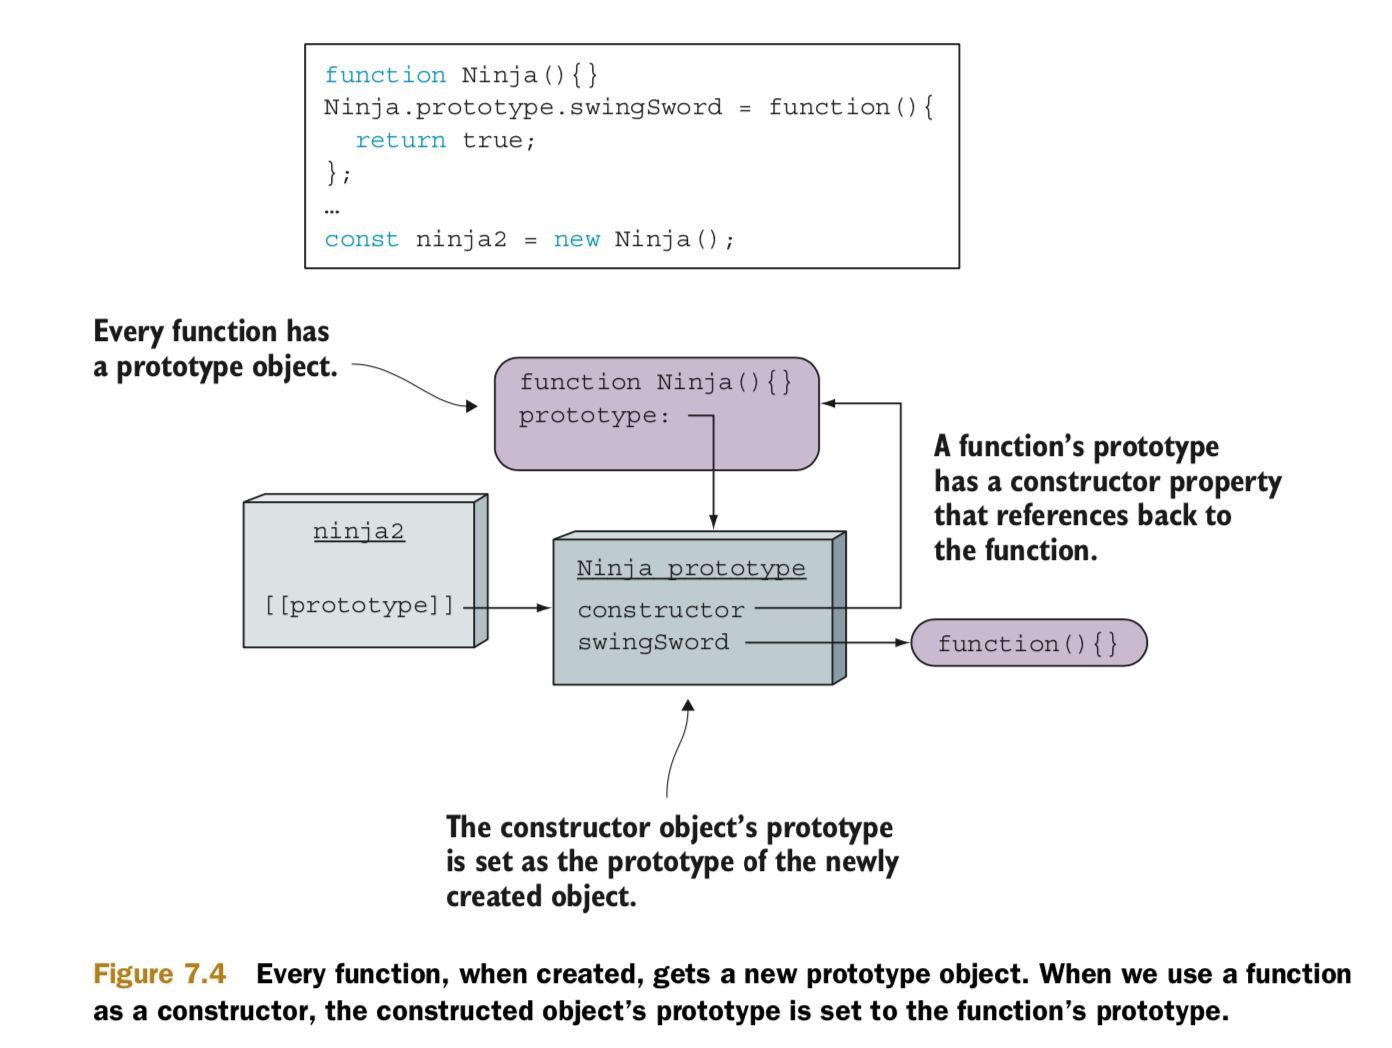 function Ninja(){}
Ninja.prototype.swingSword = function(){
  return true;
};
…
const ninja2 = new Ninja();
Every function has
a prototype object.
function Ninja(){}
prototype:
A function’s prototype
has a constructor property
that references back to
the function.
ninja2
[[prototype]]
Ninja prototype
constructor
swingSword
function(){}
The constructor object’s prototype
is set as the prototype of the newly
created object.
Figure 7.4 Every function, when created, gets a new prototype object. When we use a function
as a constructor, the constructed object’s prototype is set to the function’s prototype.